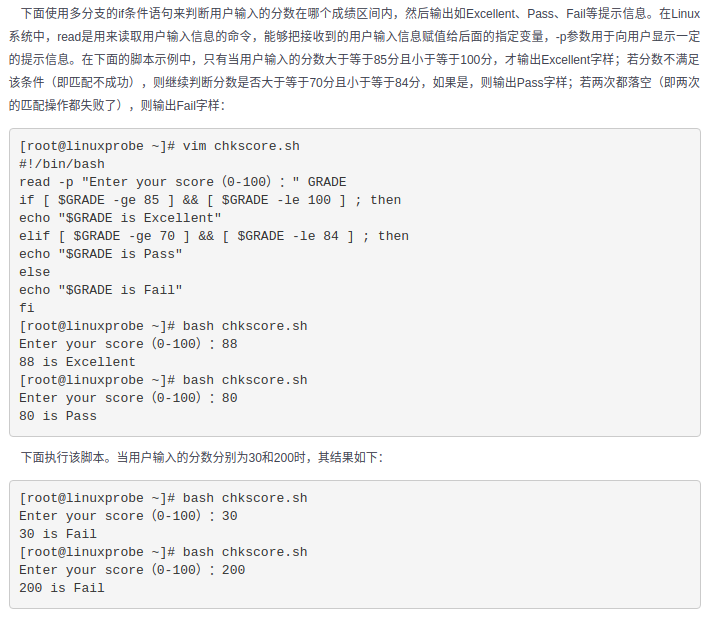 下面使用多分支的if条件语句来判断用户输入的分数在哪个成绩区间内，然后输出如Excellent、Pass、Fail等提示信息。在Linux
系统中，read是用来读取用户输入信息的命令，能够把接收到的用户输入信息赋值给后面的指定变量，-p参数用于向用户显示一定
的提示信息。在下面的脚本示例中，只有当用户输入的分数大于等于85分且小于等于100分，才输出Excellent字样；若分数不满足
该条件（即匹配不成功），则继续判断分数是否大于等于70分且小于等于84分，如果是，则输出Pass字样；若两次都落空（即两次
的匹配操作都失败了），则输出Fail字样：
[root@linuxprobe ~]# vim chkscore.sh
#!/bin/bash
read -p "Enter your score（0-100）：" GRADE
if [ $GRADE -ge 85 ] && [ $GRADE -le 100 ] ; then
echo "$GRADE is Excellent"
elif [ $GRADE -ge 70 ] && [ $GRADE -le 84 ] ; then
echo "$GRADE is Pass"
else
echo "$GRADE is Fail"
fi
[root@linuxprobe ~]# bash chkscore.sh
Enter your score（0-100）：88
88 is Excellent
[root@linuxprobe ~]# bash chkscore.sh
Enter your score（0-100）：80
80 is Pass
下面执行该脚本。当用户输入的分数分别为30和200时，其结果如下：
[root@linuxprobe ~]# bash chkscore.sh
Enter your score（0-100）：30
30 is Fail
[root@linuxprobe ~]# bash chkscore.sh
Enter your score（0-100）：200
200 is Fail